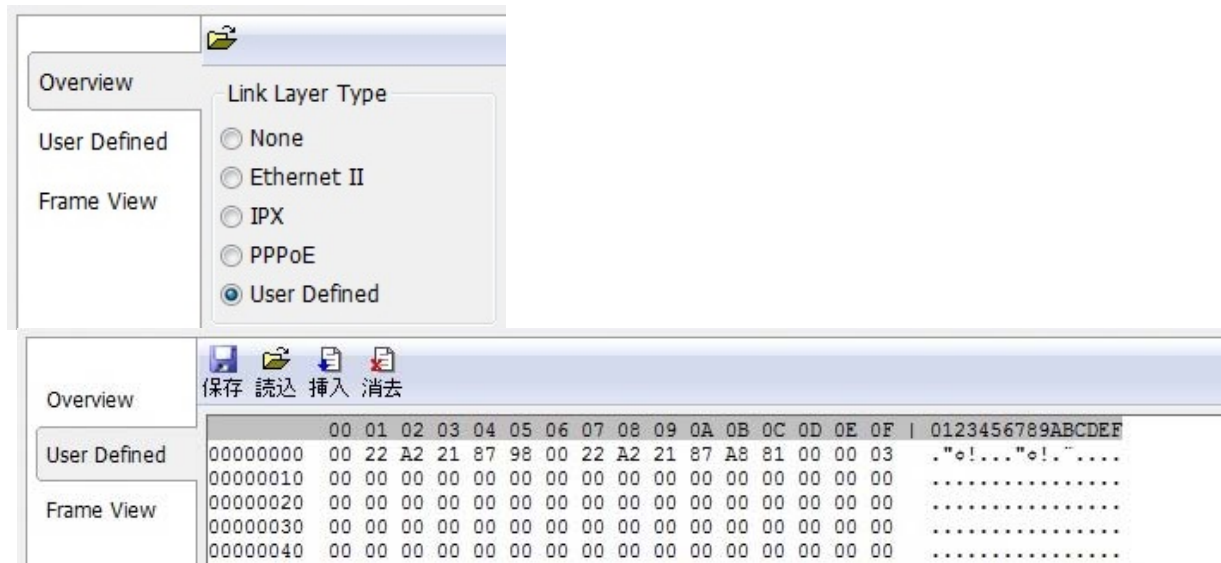 Overview
User Defined
Frame View
Link Layer Type
None
Ethernet II
IPX
PPPoE
User Defined
保存 読込 挿入 消去
Overview
User Defined
Frame View
00 01 02 03 04 05 06 07 08 09 0A 0B 0C 0D 0E 0F | 0123456789ABCDEF
00000000 00 22 A2 21 87 98 00 22 A2 21 87 A8 81 00 00 03 ."¢!..."¢!.¨....
00000010 00 00 00 00 00 00 00 00 00 00 00 00 00 00 00 00 ................
00000020 00 00 00 00 00 00 00 00 00 00 00 00 00 00 00 00 ................
00000030 00 00 00 00 00 00 00 00 00 00 00 00 00 00 00 00 ................
00000040 00 00 00 00 00 00 00 00 00 00 00 00 00 00 00 00 ................